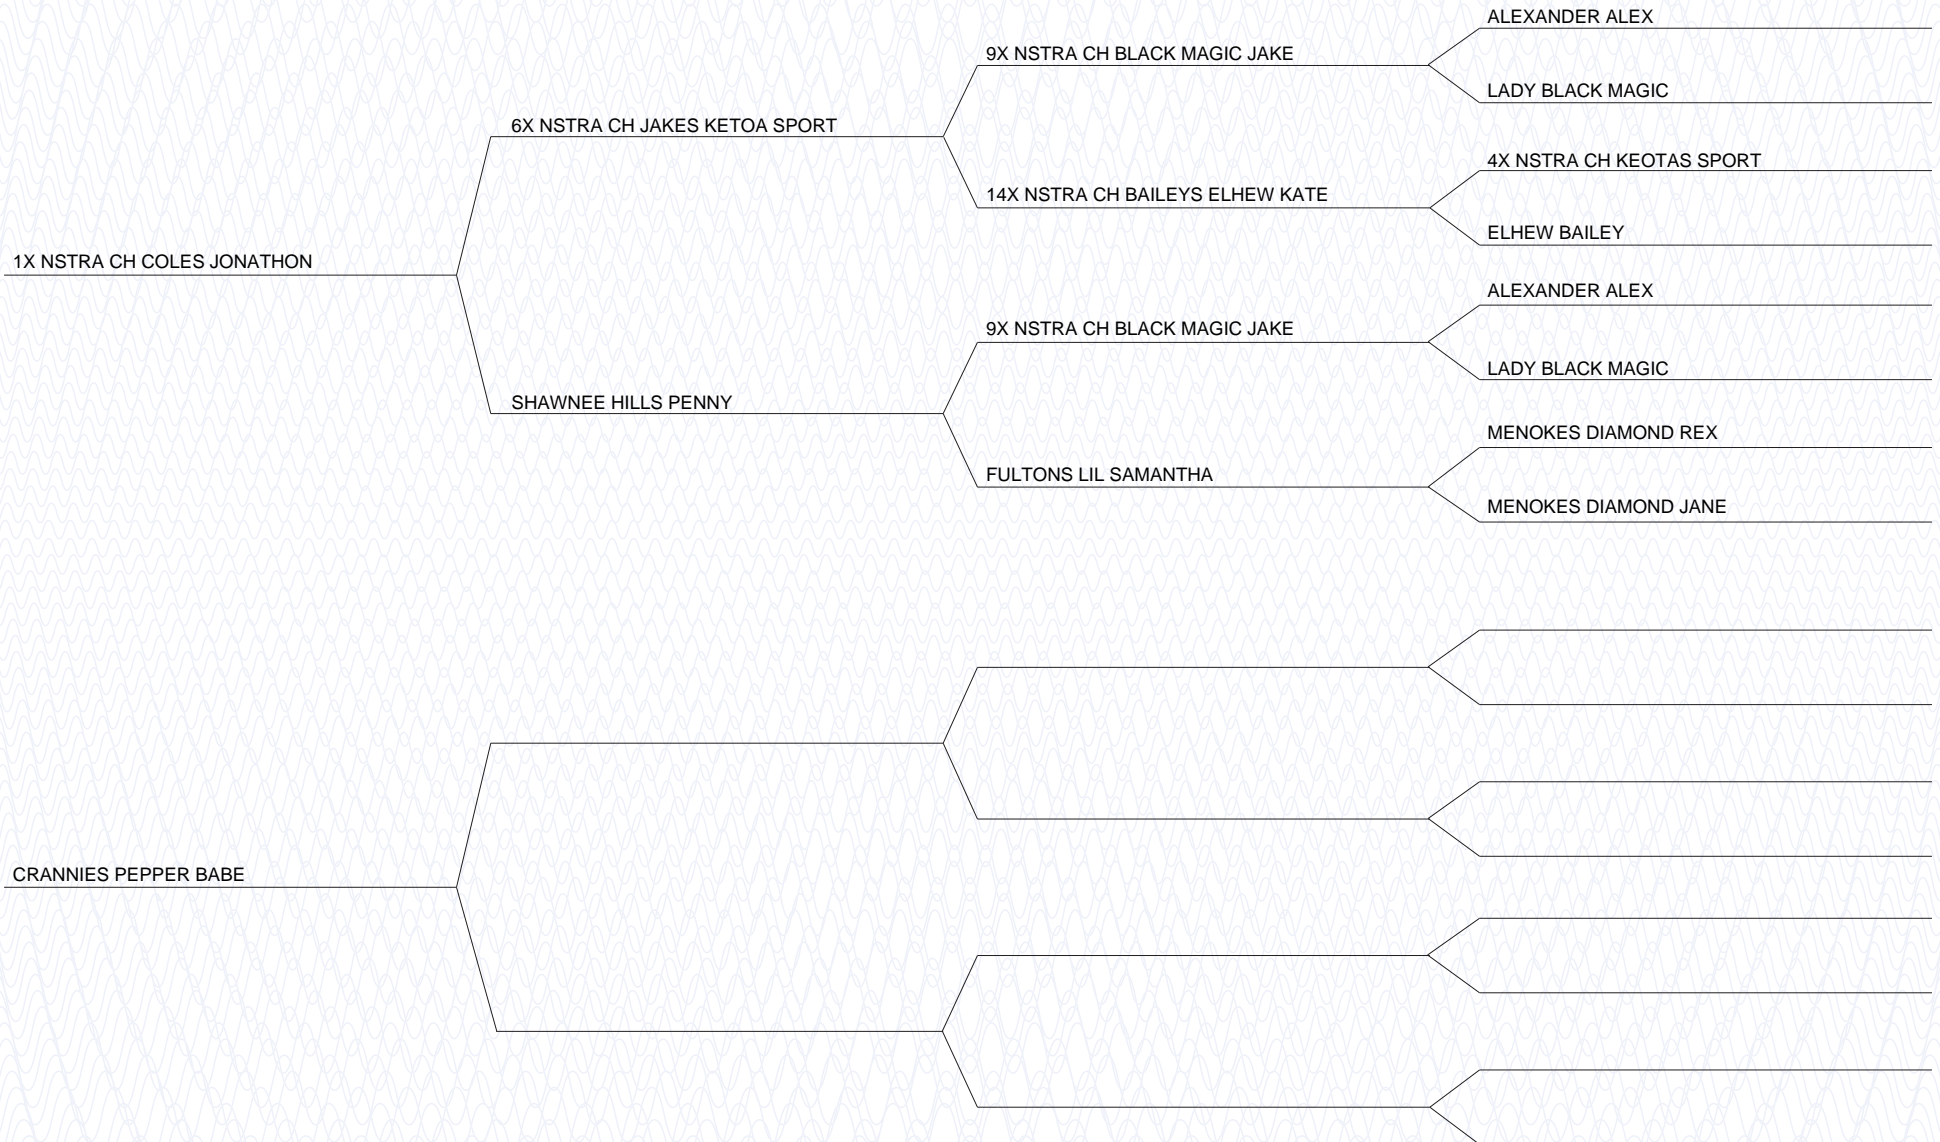 ALEXANDER ALEX
9X NSTRA CH BLACK MAGIC JAKE
LADY BLACK MAGIC
6X NSTRA CH JAKES KETOA SPORT
4X NSTRA CH KEOTAS SPORT
14X NSTRA CH BAILEYS ELHEW KATE
ELHEW BAILEY
1X NSTRA CH COLES JONATHON
ALEXANDER ALEX
9X NSTRA CH BLACK MAGIC JAKE
LADY BLACK MAGIC
SHAWNEE HILLS PENNY
MENOKES DIAMOND REX
FULTONS LIL SAMANTHA
MENOKES DIAMOND JANE
CRANNIES PEPPER BABE